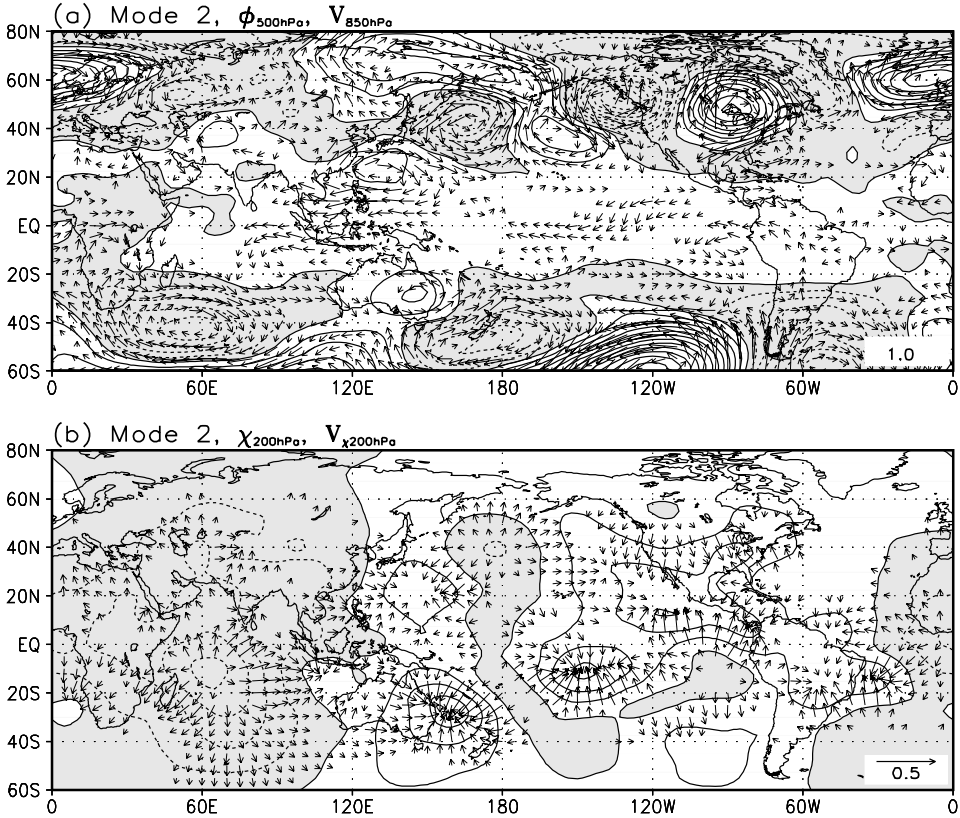 (a) Mode 2, ϕ500hPa, V850hPa
80N
60N
40N
20N
EQ
20S
40S
60S
1.0
0 60E 120E 180 120W 60W 0
(b) Mode 2, χ200hPa, Vχ200hPa
80N
60N
40N
20N
EQ
20S
40S
60S
0.5
0 60E 120E 180 120W 60W 0